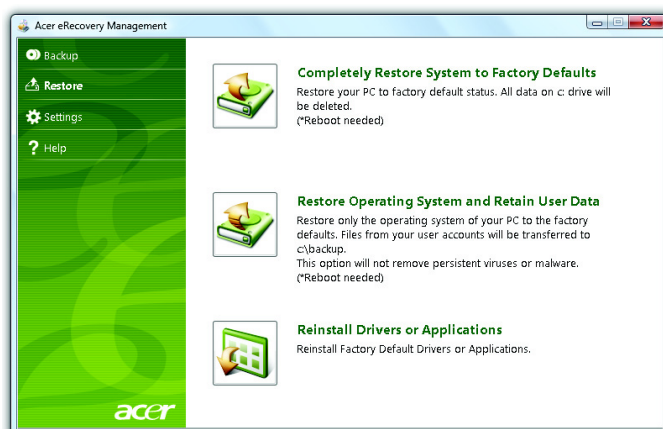 Acer eRecovery Management
Backup
Restore
Settings
? Help
Completely Restore System to Factory Defaults
Restore your PC to factory default status. All data on c: drive will
be deleted.
(*Reboot needed)
Restore Operating System and Retain User Data
Restore only the operating system of your PC to the factory
defaults. Files from your user accounts will be transferred to
c:\backup.
This option will not remove persistent viruses or malware.
(*Reboot needed)
Reinstall Drivers or Applications
Reinstall Factory Default Drivers or Applications.
acer